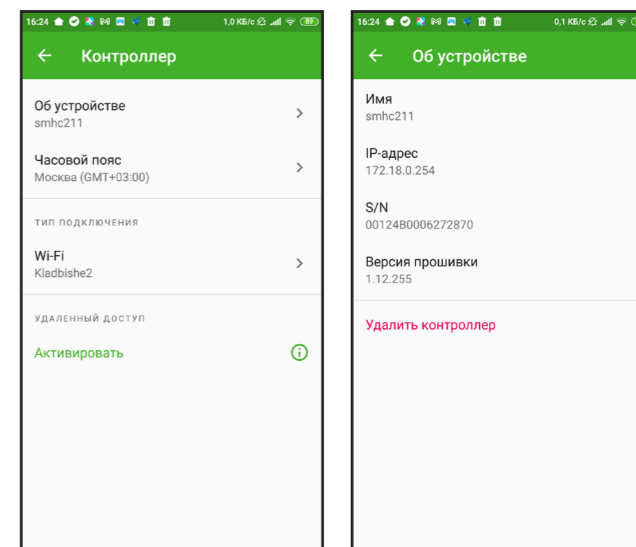 16:24 1,0 КБ/с 89
Контроллер
Об устройстве
smhc211
Часовой пояс
Москва (GMT+03:00)
ТИП ПОДКЛЮЧЕНИЯ
Wi-Fi
Kladbishe2
УДАЛЕННЫЙ ДОСТУП
Активировать
16:24 0,1 КБ/с
Об устройстве
Имя
smhc211
IP-адрес
172.18.0.254
S/N
00124B0006272870
Версия прошивки
1.12.255
Удалить контроллер